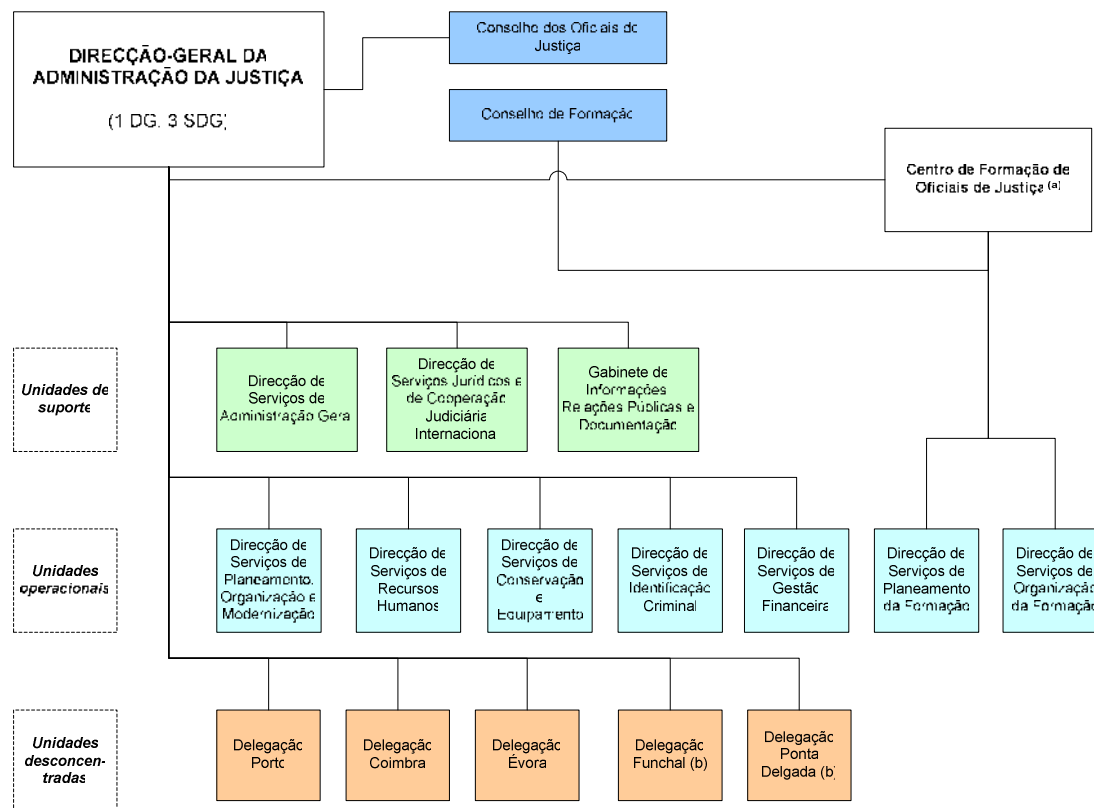 DIRECÇÃO-GERAL DA
ADMINISTRAÇÃO DA JUSTIÇA
(1 DG, 3 SDG)
Conselho dos Oficiais de
Justiça
Conselho de Formação
Centro de Formação de
Oficiais de Justiça (a)
Unidades de
suporte
Direcção de
Serviços de
Administração Geral
Direcção de
Serviços Jurídicos e
de Cooperação
Judiciária
Internacional
Gabinete de
Informações
Relações Públicas e
Documentação
Unidades
operacionais
Direcção de
Serviços de
Planeamento,
Organização e
Modernização
Direcção de
Serviços de
Recursos
Humanos
Direcção de
Serviços de
Conservação
e
Equipamento
Direcção de
Serviços de
Identificação
Criminal
Direcção de
Serviços de
Gestão
Financeira
Direcção de
Serviços de
Planeamento
da Formação
Direcção de
Serviços de
Organização
da Formação
Unidades
desconcen-
tradas
Delegação
Porto
Delegação
Coimbra
Delegação
Évora
Delegação
Funchal (b)
Delegação
Ponta
Delgada (b)